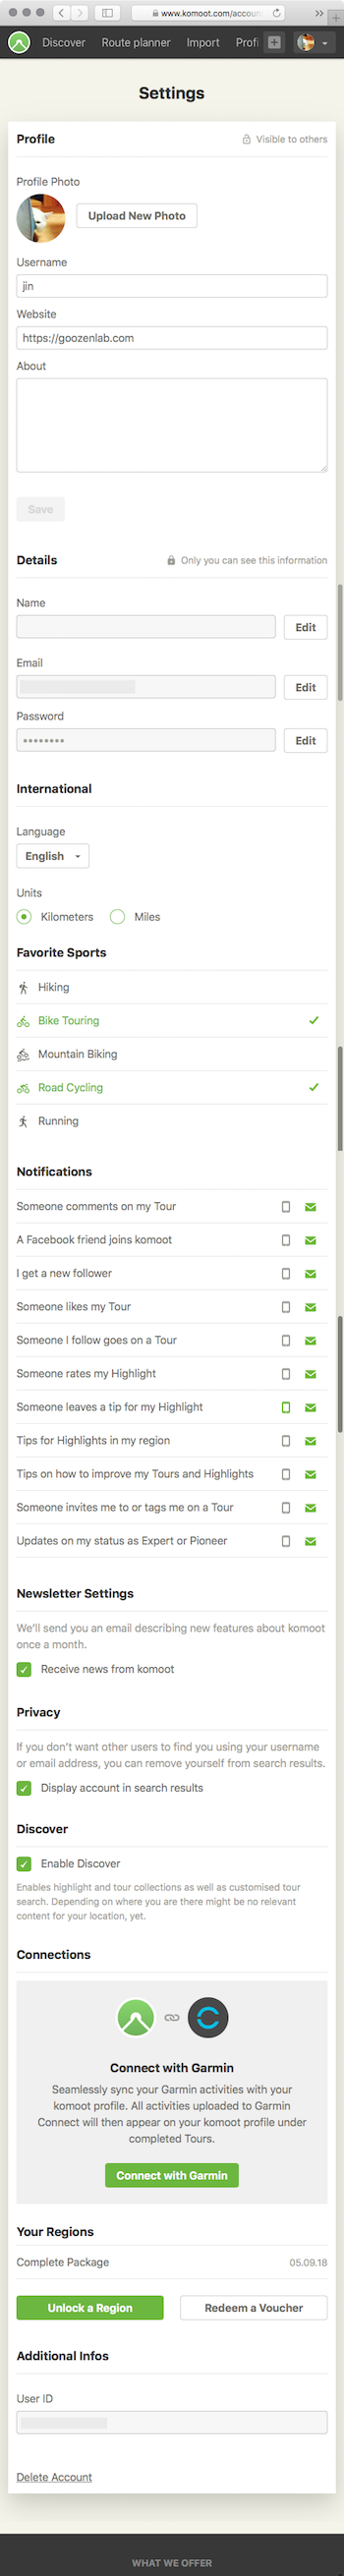 www.komoot.com/accoun
Discover Route planner Import Profi
Settings
Profile Visible to others
Profile Photo
Upload New Photo
Username
jin
Website
https://goozenlab.com
About
Save
Details Only you can see this information
Name
Edit
Email
Edit
Password
•••••••• Edit
International
Language
English
Units
Kilometers Miles
Favorite Sports
Hiking
Bike Touring
Mountain Biking
Road Cycling
Running
Notifications
Someone comments on my Tour
A Facebook friend joins komoot
I get a new follower
Someone likes my Tour
Someone I follow goes on a Tour
Someone rates my Highlight
Someone leaves a tip for my Highlight
Tips for Highlights in my region
Tips on how to improve my Tours and Highlights
Someone invites me to or tags me on a Tour
Updates on my status as Expert or Pioneer
Newsletter Settings
We'll send you an email describing new features about komoot
once a month.
Receive news from komoot
Privacy
If you don't want other users to find you using your username
or email address, you can remove yourself from search results.
Display account in search results
Discover
Enable Discover
Enables highlight and tour collections as well as customised tour
search. Depending on where you are there might be no relevant
content for your location, yet.
Connections
Connect with Garmin
Seamlessly sync your Garmin activities with your
komoot profile. All activities uploaded to Garmin
Connect will then appear on your komoot profile under
completed Tours.
Connect with Garmin
Your Regions
Complete Package 05.09.18
Unlock a Region Redeem a Voucher
Additional Infos
User ID
Delete Account
WHAT WE OFFER